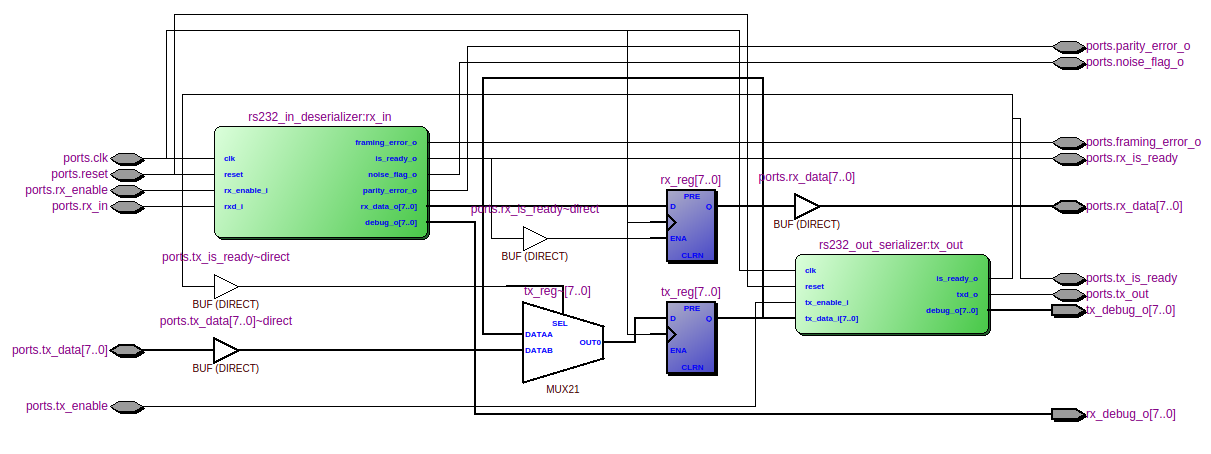 ports.parity_error_o
ports.noise_flag_o
rs232_in_deserializer:rx_in
ports.clk
ports.reset
ports.rx_enable
ports.rx_in
clk
reset
rx_enable_i
rxd_i
framing_error_o
is_ready_o
noise_flag_o
parity_error_o
rx_data_o[7..0]
debug_o[7..0]
ports.framing_error_o
ports.rx_is_ready
rx_reg[7..0]
PRE
D
O
ENA
CLRN
ports.rx_data[7..0]
BUF (DIRECT)
ports.rx_data[7..0]
ports.rx_is_ready~direct
BUF (DIRECT)
ports.tx_is_ready~direct
BUF (DIRECT)
ports.tx_data[7..0]~direct
BUF (DIRECT)
ports.tx_data[7..0]
ports.tx_enable
tx_reg~[7..0]
SEL
DATAA
DATAB
OUT0
MUX21
tx_reg[7..0]
PRE
D
O
ENA
CLRN
rs232_out_serializer:tx_out
clk
reset
tx_enable_i
tx_data_i[7..0]
is_ready_o
txd_o
debug_o[7..0]
ports.tx_is_ready
ports.tx_out
tx_debug_o[7..0]
rx_debug_o[7..0]